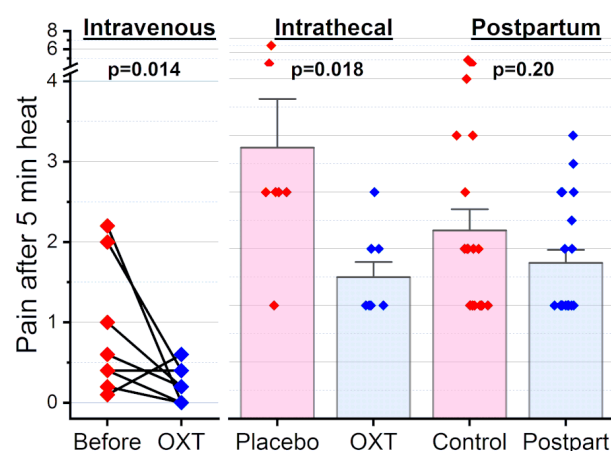 Intravenous Intrathecal Postpartum
p=0.014 p=0.018 p=0.20
Pain after 5 min heat
8
6
4
3
2
1
0
Before OXT Placebo OXT Control Postpart